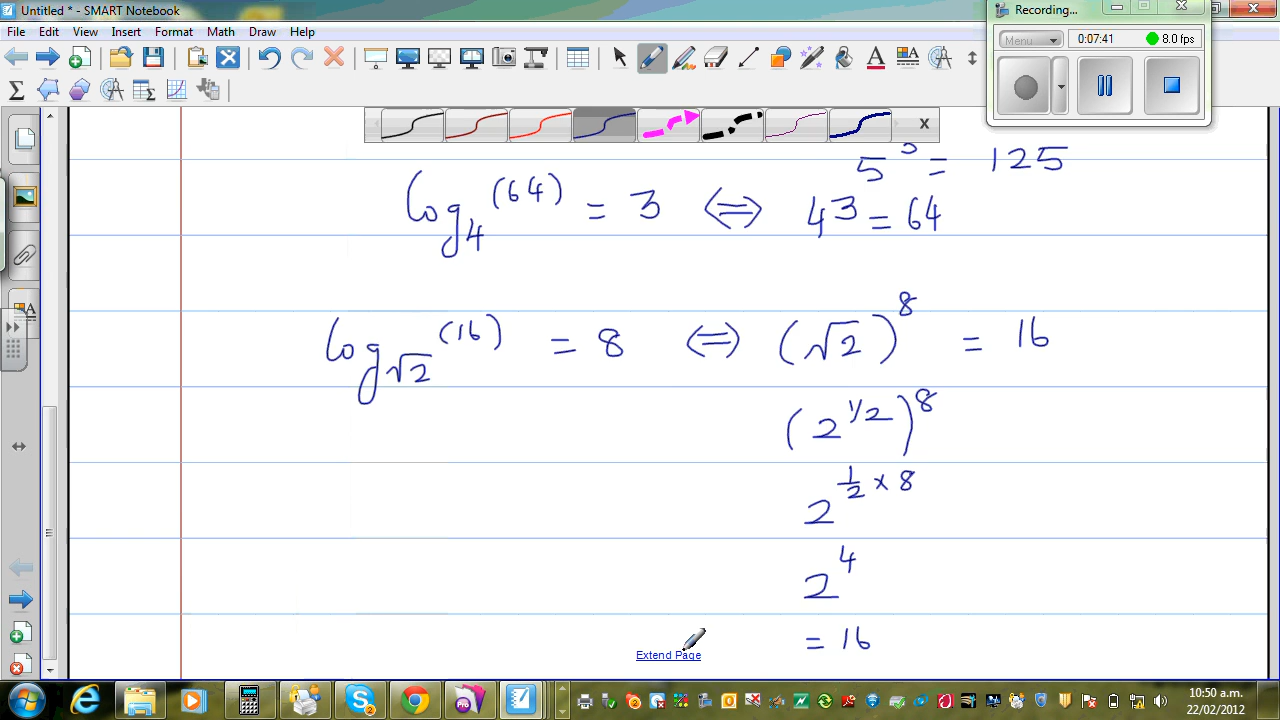 Untitled * - SMART Notebook
Recording...
File Edit View Insert Format Math Draw Help
Menu 0:07:41 8.0 fps
x
5³ = 125
log₄(64) = 3 ⇔ 43 = 64
log√2(16) = 8 ⇔ (√2)⁸ = 16
(2^1/2)⁸
2^½ × 8
2⁴
= 16
Extend Page
10:50 a.m.
22/02/2012